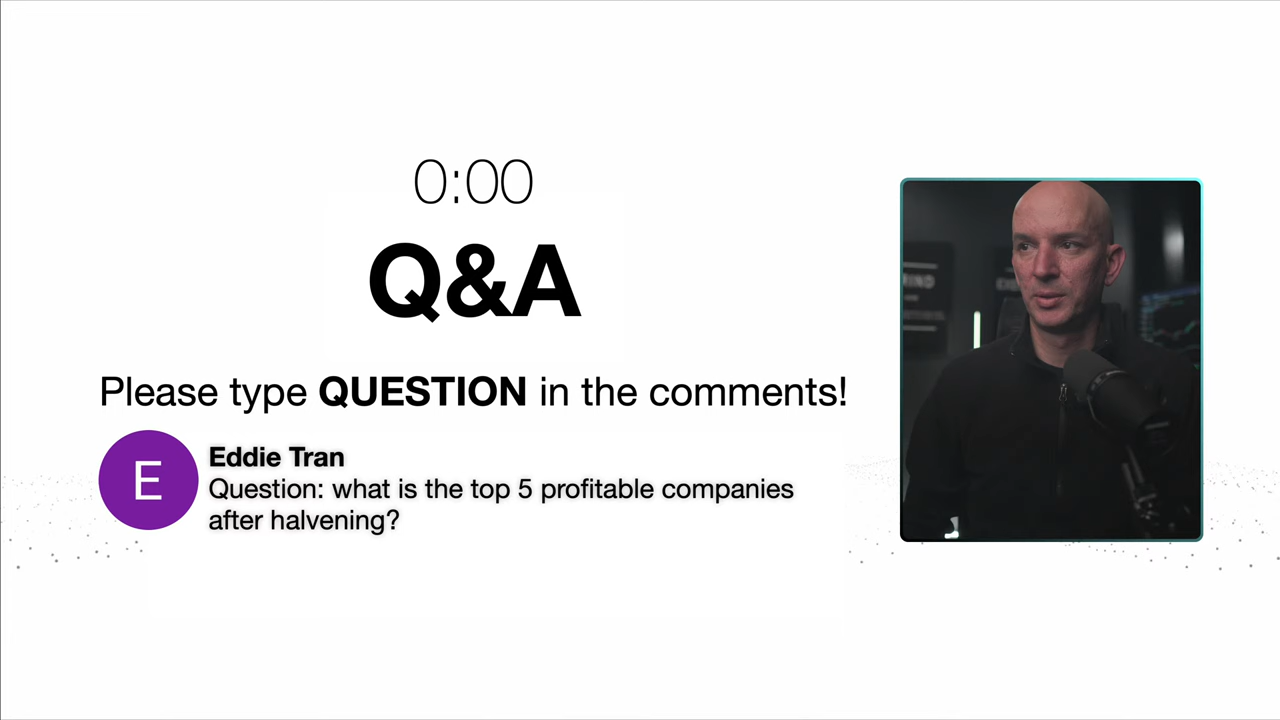 0:00
Q&A
Please type QUESTION in the comments!
E
Eddie Tran
Question: what is the top 5 profitable companies
after halvening?